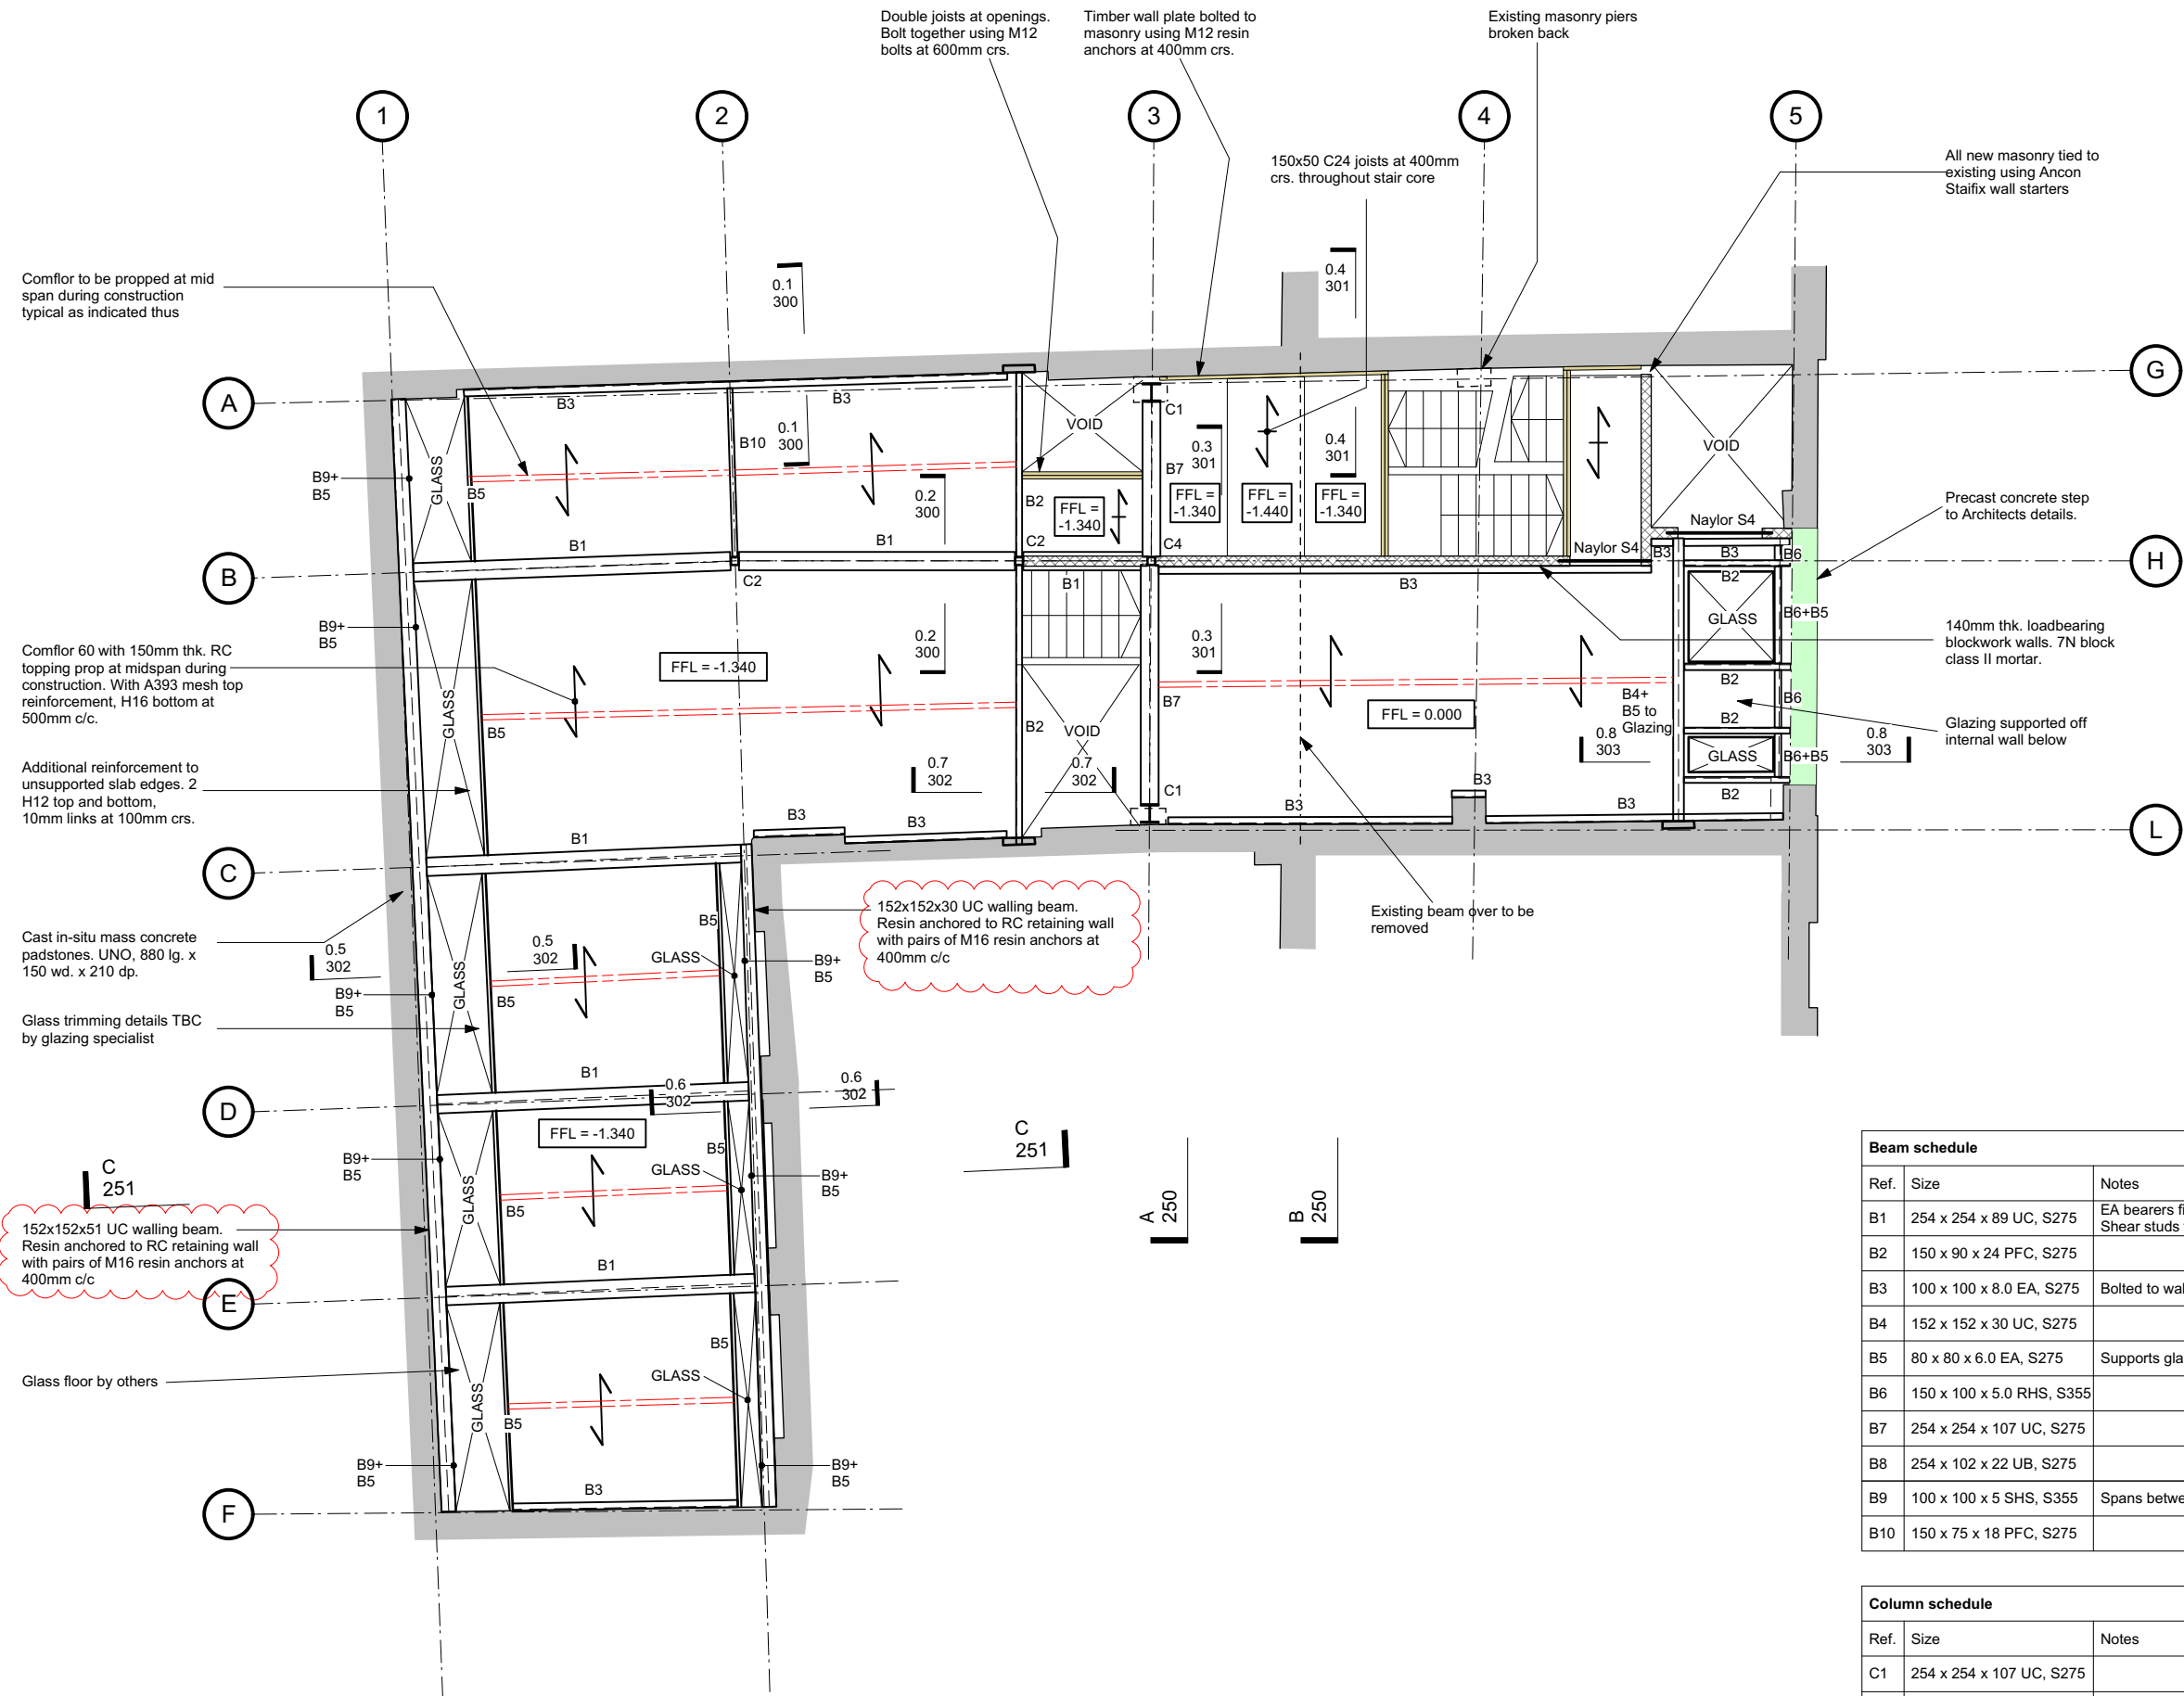 Double joists at openings.
Bolt together using M12
bolts at 600mm crs.
Timber wall plate bolted to
masonry using M12 resin
anchors at 400mm crs.
Existing masonry piers
broken back
1
2
3
4
5
150x50 C24 joists at 400mm
crs. throughout stair core
All new masonry tied to
existing using Ancon
Staifix wall starters
Comflor to be propped at mid
span during construction
typical as indicated thus
0.1
300
0.4
301
A
G
B3
B3
C1
VOID
VOID
B10
0.1
300
0.3
301
0.4
301
GLASS
B9+
B5
B5
B7
0.2
300
B2
FFL =
-1.340
FFL =
-1.340
FFL =
-1.440
FFL =
-1.340
Precast concrete step
to Architects details.
Naylor S4
B1
B1
C2
C4
Naylor S4
B3
B3
B6
B
H
C2
B1
B3
B2
GLASS
B6+B5
B9+
B5
0.2
300
0.3
301
140mm thk. loadbearing
blockwork walls. 7N block
class II mortar.
Comflor 60 with 150mm thk. RC
topping prop at midspan during
construction. With A393 mesh top
reinforcement, H16 bottom at
500mm c/c.
FFL = -1.340
GLASS
B5
B2
VOID
B7
FFL = 0.000
B4+
B5 to
Glazing
B2
B6
B2
Glazing supported off
internal wall below
0.8
303
GLASS
B6+B5
0.8
303
Additional reinforcement to
unsupported slab edges. 2
H12 top and bottom,
10mm links at 100mm crs.
0.7
302
0.7
302
C1
B3
B2
B3
B3
B3
B3
B1
C
L
152x152x30 UC walling beam.
Resin anchored to RC retaining wall
with pairs of M16 resin anchors at
400mm c/c
Existing beam over to be
removed
B5
Cast in-situ mass concrete
padstones. UNO, 880 lg. x
150 wd. x 210 dp.
0.5
302
0.5
302
GLASS
B9+
B5
GLASS
B9+
B5
B5
Glass trimming details TBC
by glazing specialist
B1
0.6
302
0.6
302
D
FFL = -1.340
B5
C
251
C
251
B9+
B5
GLASS
B9+
B5
GLASS
B5
A
250
B
250
152x152x51 UC walling beam.
Resin anchored to RC retaining wall
with pairs of M16 resin anchors at
400mm c/c
B1
E
B5
Glass floor by others
GLASS
GLASS
B5
B9+
B5
B9+
B5
B3
F
Beam schedule
Ref. Size Notes
B1 254 x 254 x 89 UC, S275 EA bearers
Shear studs
B2 150 x 90 x 24 PFC, S275
B3 100 x 100 x 8.0 EA, S275 Bolted to
B4 152 x 152 x 30 UC, S275
B5 80 x 80 x 6.0 EA, S275 Supports
B6 150 x 100 x 5.0 RHS, S355
B7 254 x 254 x 107 UC, S275
B8 254 x 102 x 22 UB, S275
B9 100 x 100 x 5 SHS, S355 Spans
B10 150 x 75 x 18 PFC, S275
Column schedule
Ref. Size Notes
C1 254 x 254 x 107 UC, S275